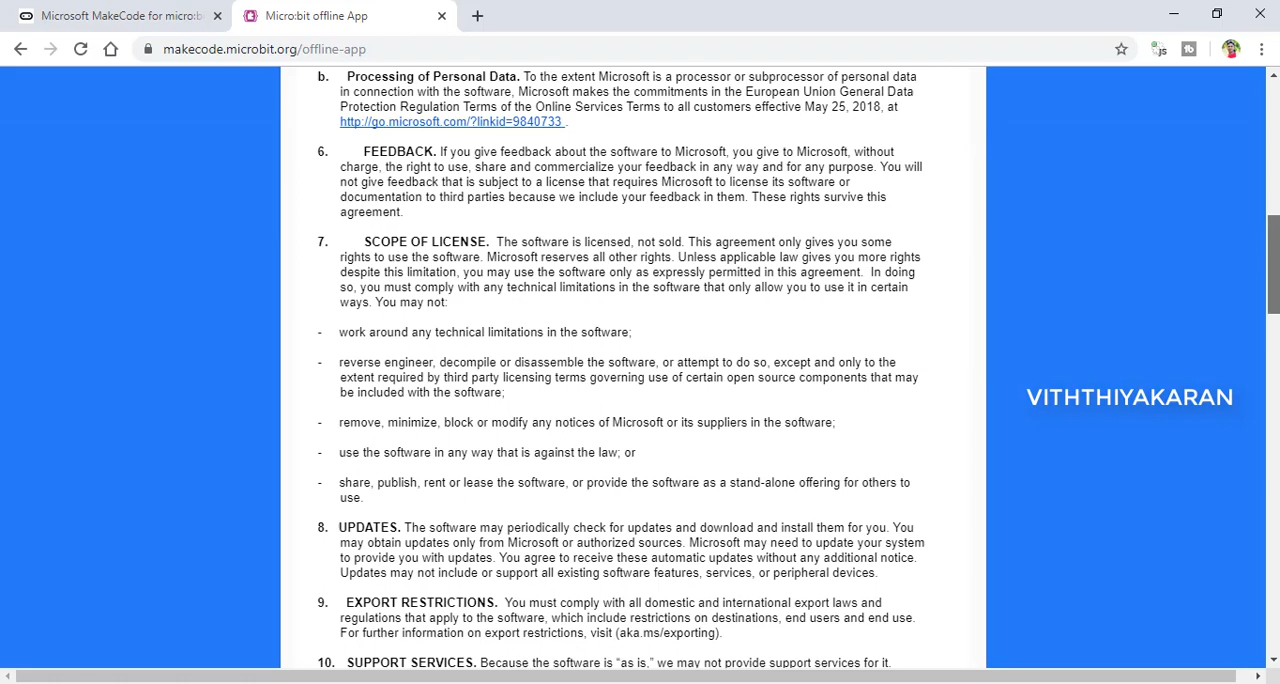 Microsoft MakeCode for micro:b
Micro:bit offline App
makecode.microbit.org/offline-app
b. Processing of Personal Data. To the extent Microsoft is a processor or subprocessor of personal data
in connection with the software, Microsoft makes the commitments in the European Union General Data
Protection Regulation Terms of the Online Services Terms to all customers effective May 25, 2018, at
http://go.microsoft.com/?linkid=9840733 .
6. FEEDBACK. If you give feedback about the software to Microsoft, you give to Microsoft, without
charge, the right to use, share and commercialize your feedback in any way and for any purpose. You will
not give feedback that is subject to a license that requires Microsoft to license its software or
documentation to third parties because we include your feedback in them. These rights survive this
agreement.
7. SCOPE OF LICENSE. The software is licensed, not sold. This agreement only gives you some
rights to use the software. Microsoft reserves all other rights. Unless applicable law gives you more rights
despite this limitation, you may use the software only as expressly permitted in this agreement. In doing
so, you must comply with any technical limitations in the software that only allow you to use it in certain
ways. You may not:
- work around any technical limitations in the software;
- reverse engineer, decompile or disassemble the software, or attempt to do so, except and only to the
extent required by third party licensing terms governing use of certain open source components that may
be included with the software;
VITHTHIYAKARAN
- remove, minimize, block or modify any notices of Microsoft or its suppliers in the software;
- use the software in any way that is against the law; or
- share, publish, rent or lease the software, or provide the software as a stand-alone offering for others to
use.
8. UPDATES. The software may periodically check for updates and download and install them for you. You
may obtain updates only from Microsoft or authorized sources. Microsoft may need to update your system
to provide you with updates. You agree to receive these automatic updates without any additional notice.
Updates may not include or support all existing software features, services, or peripheral devices.
9. EXPORT RESTRICTIONS. You must comply with all domestic and international export laws and
regulations that apply to the software, which include restrictions on destinations, end users and end use.
For further information on export restrictions, visit (aka.ms/exporting).
10. SUPPORT SERVICES. Because the software is “as is,” we may not provide support services for it.